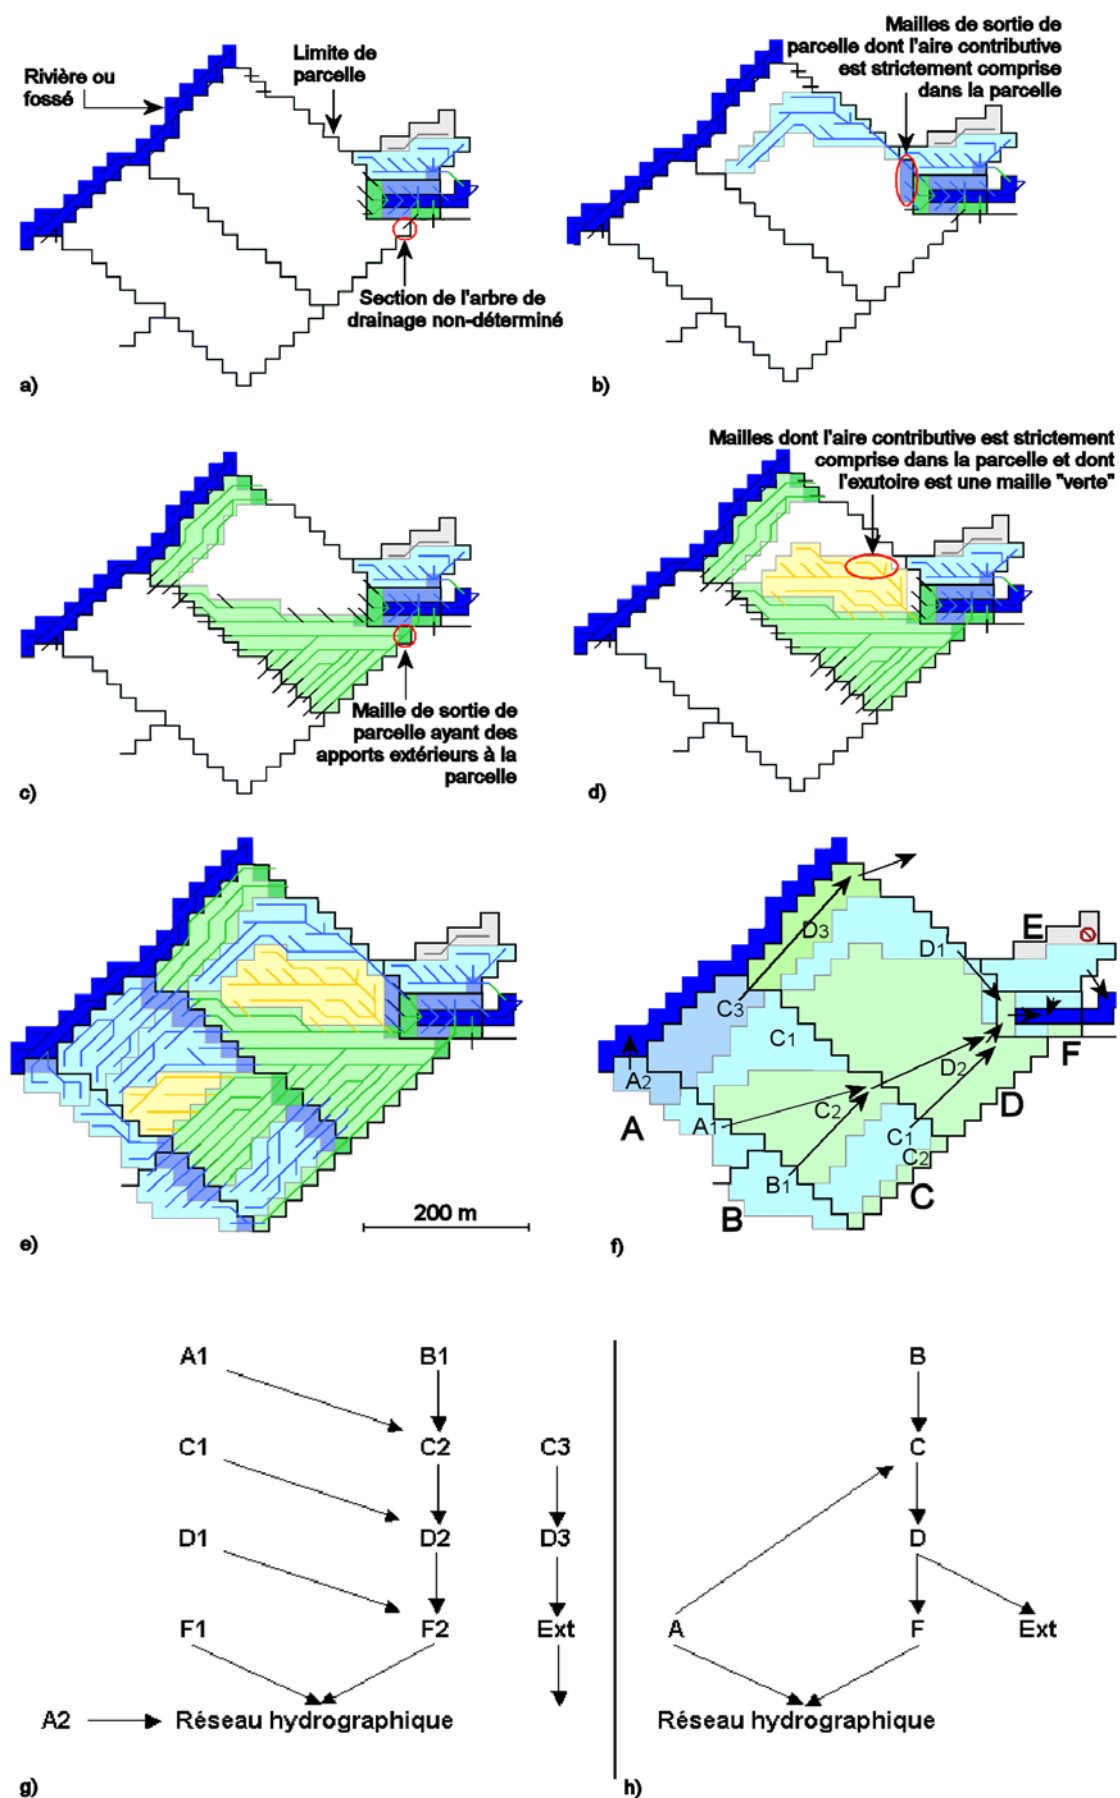 Rivière ou
fossé
Limite de
parcelle
Section de l'arbre de
drainage non-déterminé
a)
Mailles de sortie de
parcelle dont l'aire contributive
est strictement comprise
dans la parcelle
b)
Maille de sortie de
parcelle ayant des
apports extérieurs à la
parcelle
c)
Mailles dont l'aire contributive est strictement
comprise dans la parcelle et dont
l'exutoire est une maille "verte"
d)
200 m
e)
D3
D1
E
C3
C1
A2
A
A1
C2
D2
F
D
C1
C2
B1
B
C
f)
A1 B1
C1 C2 C3
D1 D2 D3
F1 F2 Ext
A2 Réseau hydrographique
g)
B
C
D
A F Ext
Réseau hydrographique
h)